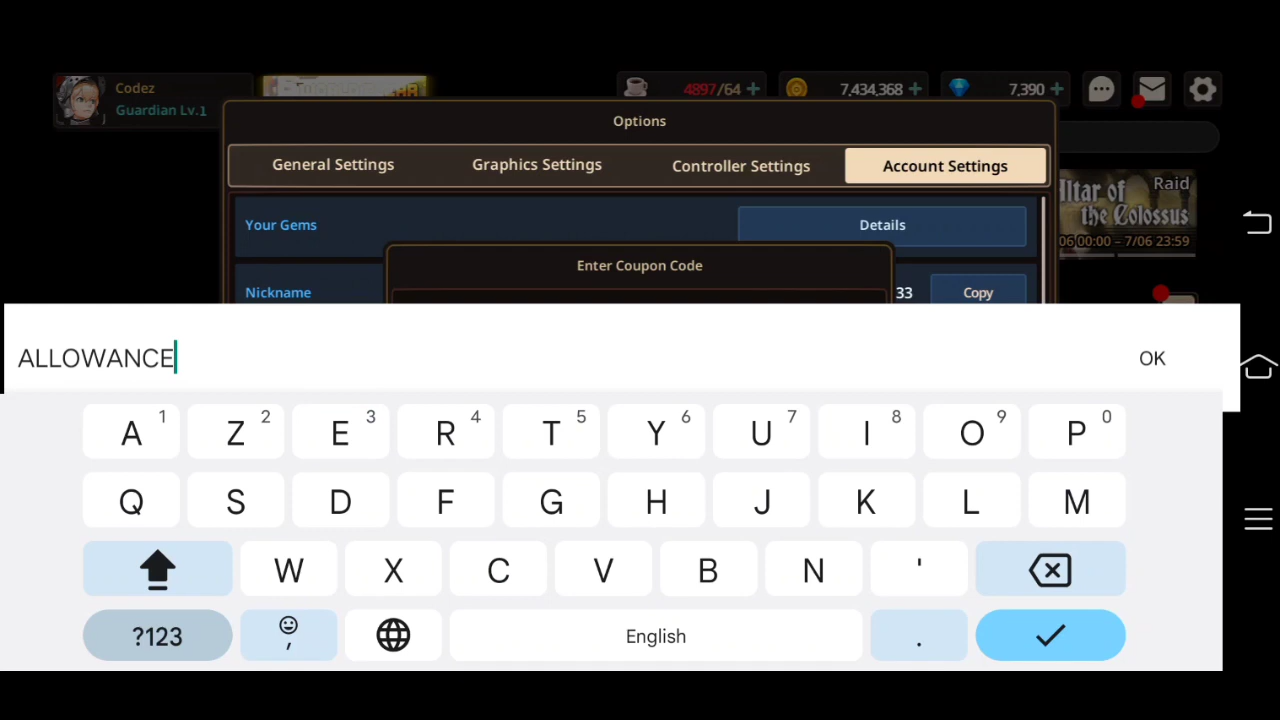 Codez
Guardian Lv.1
4897/64
7,434,368
7,390
Options
General Settings
Graphics Settings
Controller Settings
Account Settings
Raid
the Colossus
06 00:00 – 7/06 23:59
Your Gems
Details
Enter Coupon Code
Nickname
33
Copy
ALLOWANCE
OK
A 1 Z 2 E 3 R 4 T 5 Y 6 U 7 I 8 O 9 P 0
Q S D F G H J K L M
W X C V B N '
?123 , English .